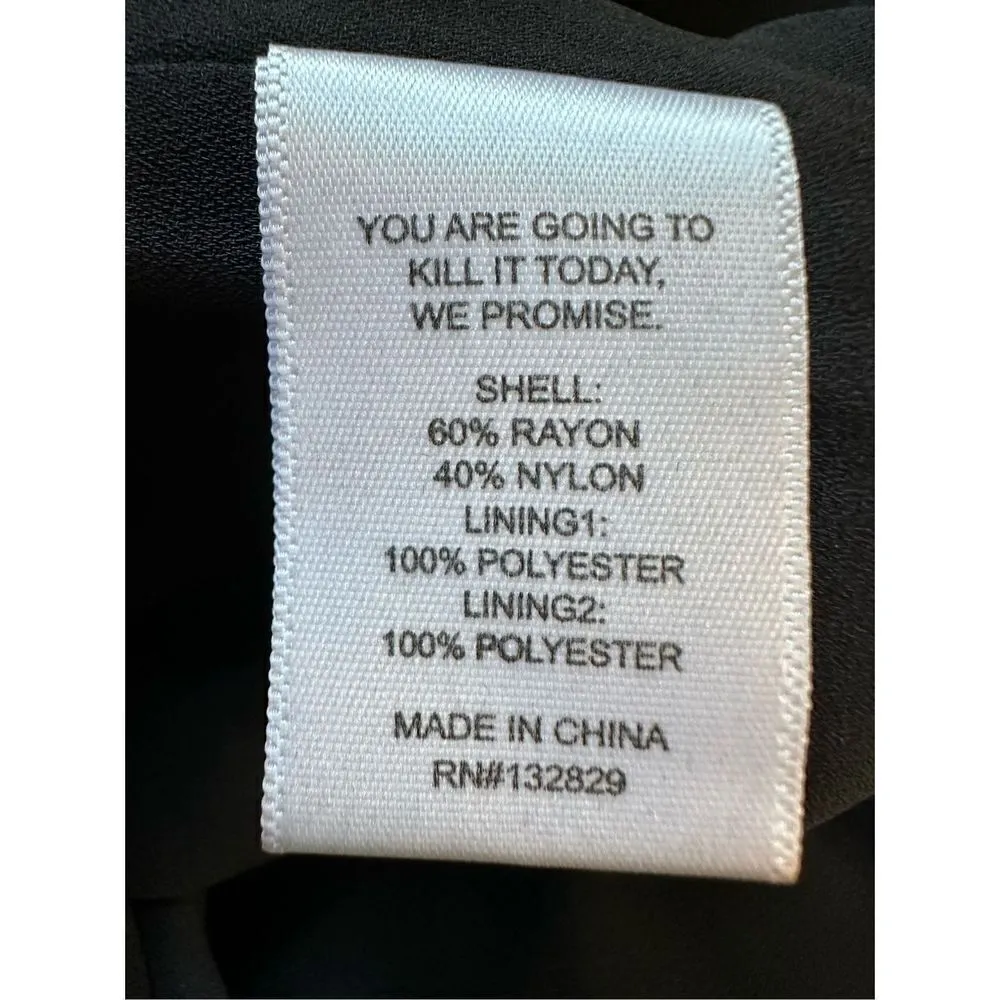 YOU ARE GOING TO
KILL IT TODAY,
WE PROMISE.
SHELL:
60% RAYON
40% NYLON
LINING1:
100% POLYESTER
LINING2:
100% POLYESTER
MADE IN CHINA
RN#132829